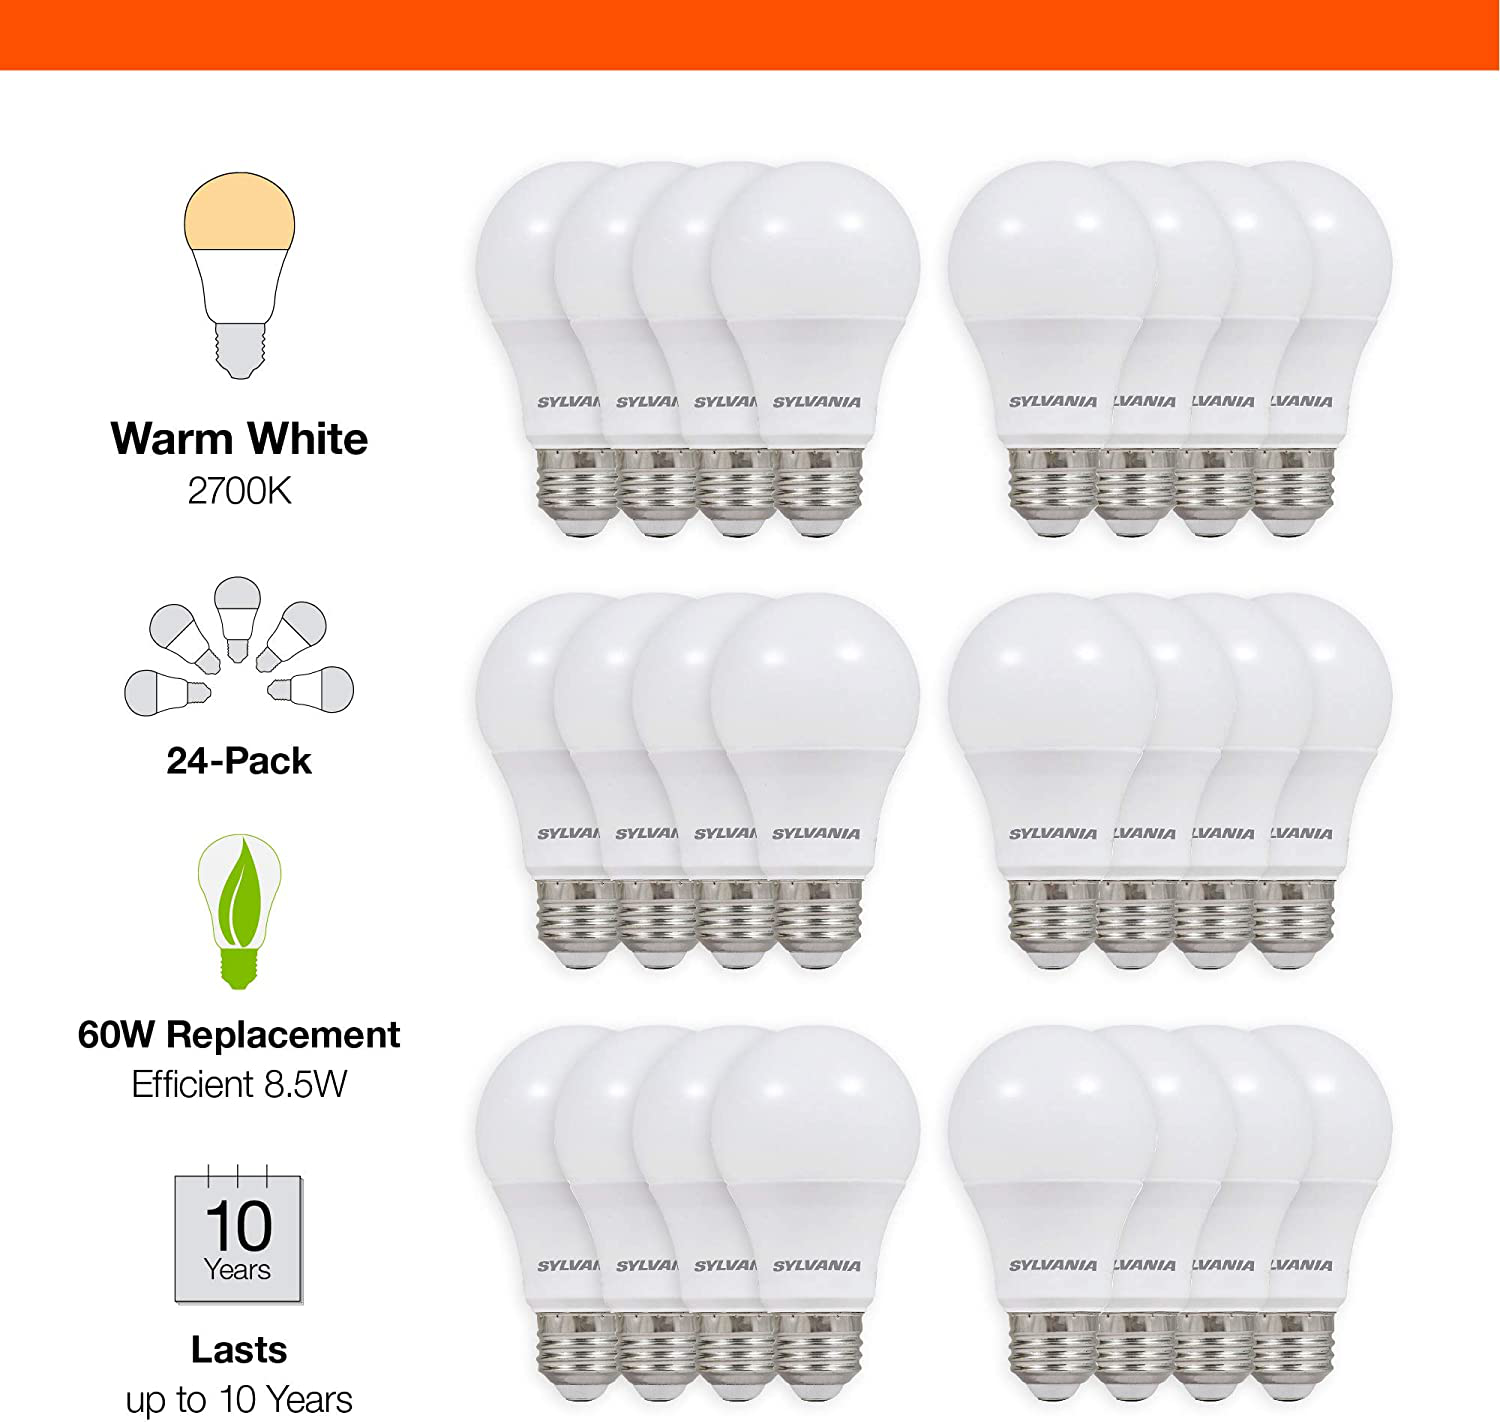 Warm White
2700K
24-Pack
60W Replacement
Efficient 8.5W
10
Years
Lasts
up to 10 Years
SYLVAN SYLVAN SYLVAN SYLVANIA SYLVANIA LVANIA LVANIA LVANIA
SYLVAN SYLVAN SYLVAN SYLVANIA SYLVANIA LVANIA LVANIA LVANIA
SYLVAN SYLVAN SYLVAN SYLVANIA SYLVANIA LVANIA LVANIA LVANIA